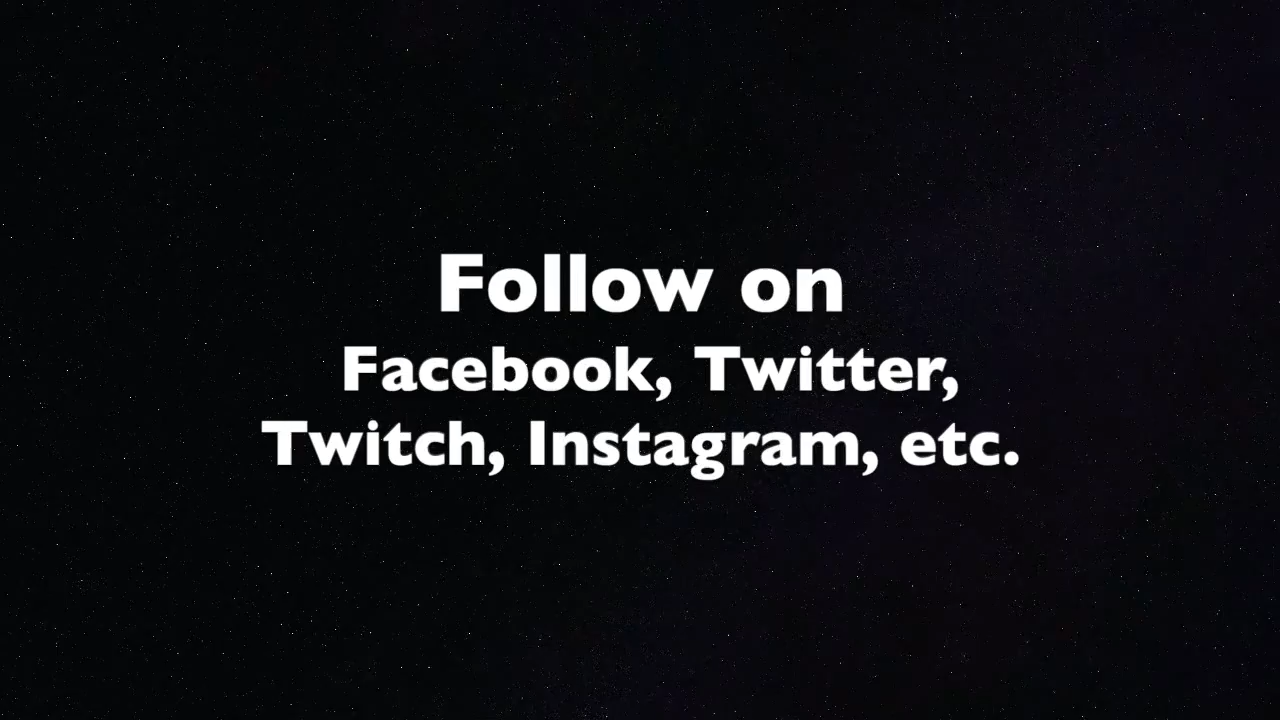 Follow on
Facebook, Twitter,
Twitch, Instagram, etc.